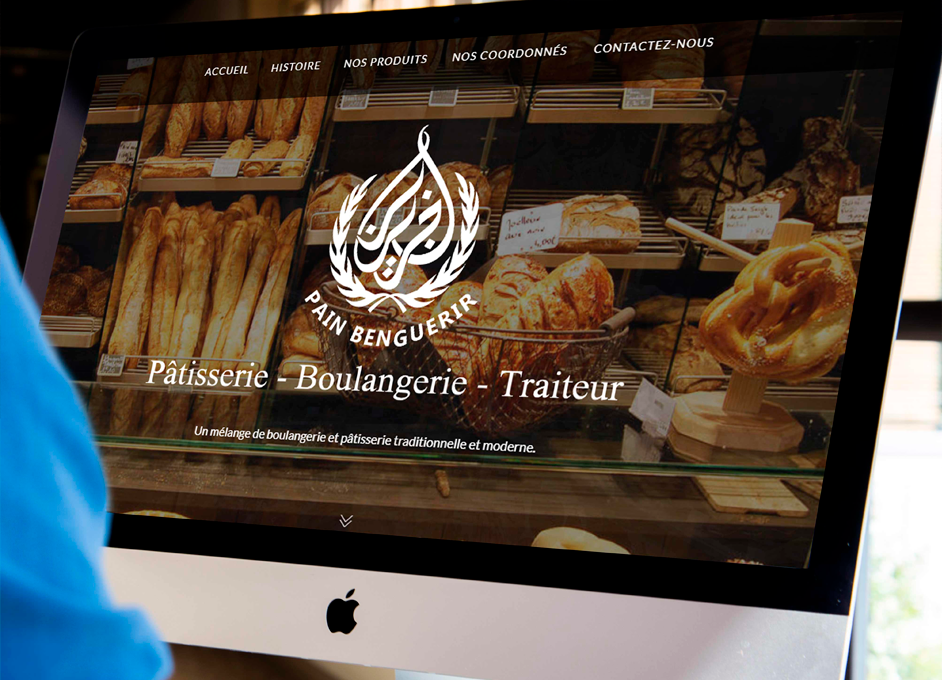 ACCUEIL HISTOIRE NOS PRODUITS NOS COORDONNÉS CONTACTEZ-NOUS
PAIN BENGUERIR
Pâtisserie - Boulangerie - Traiteur
Un mélange de boulangerie et pâtisserie traditionnelle et moderne.